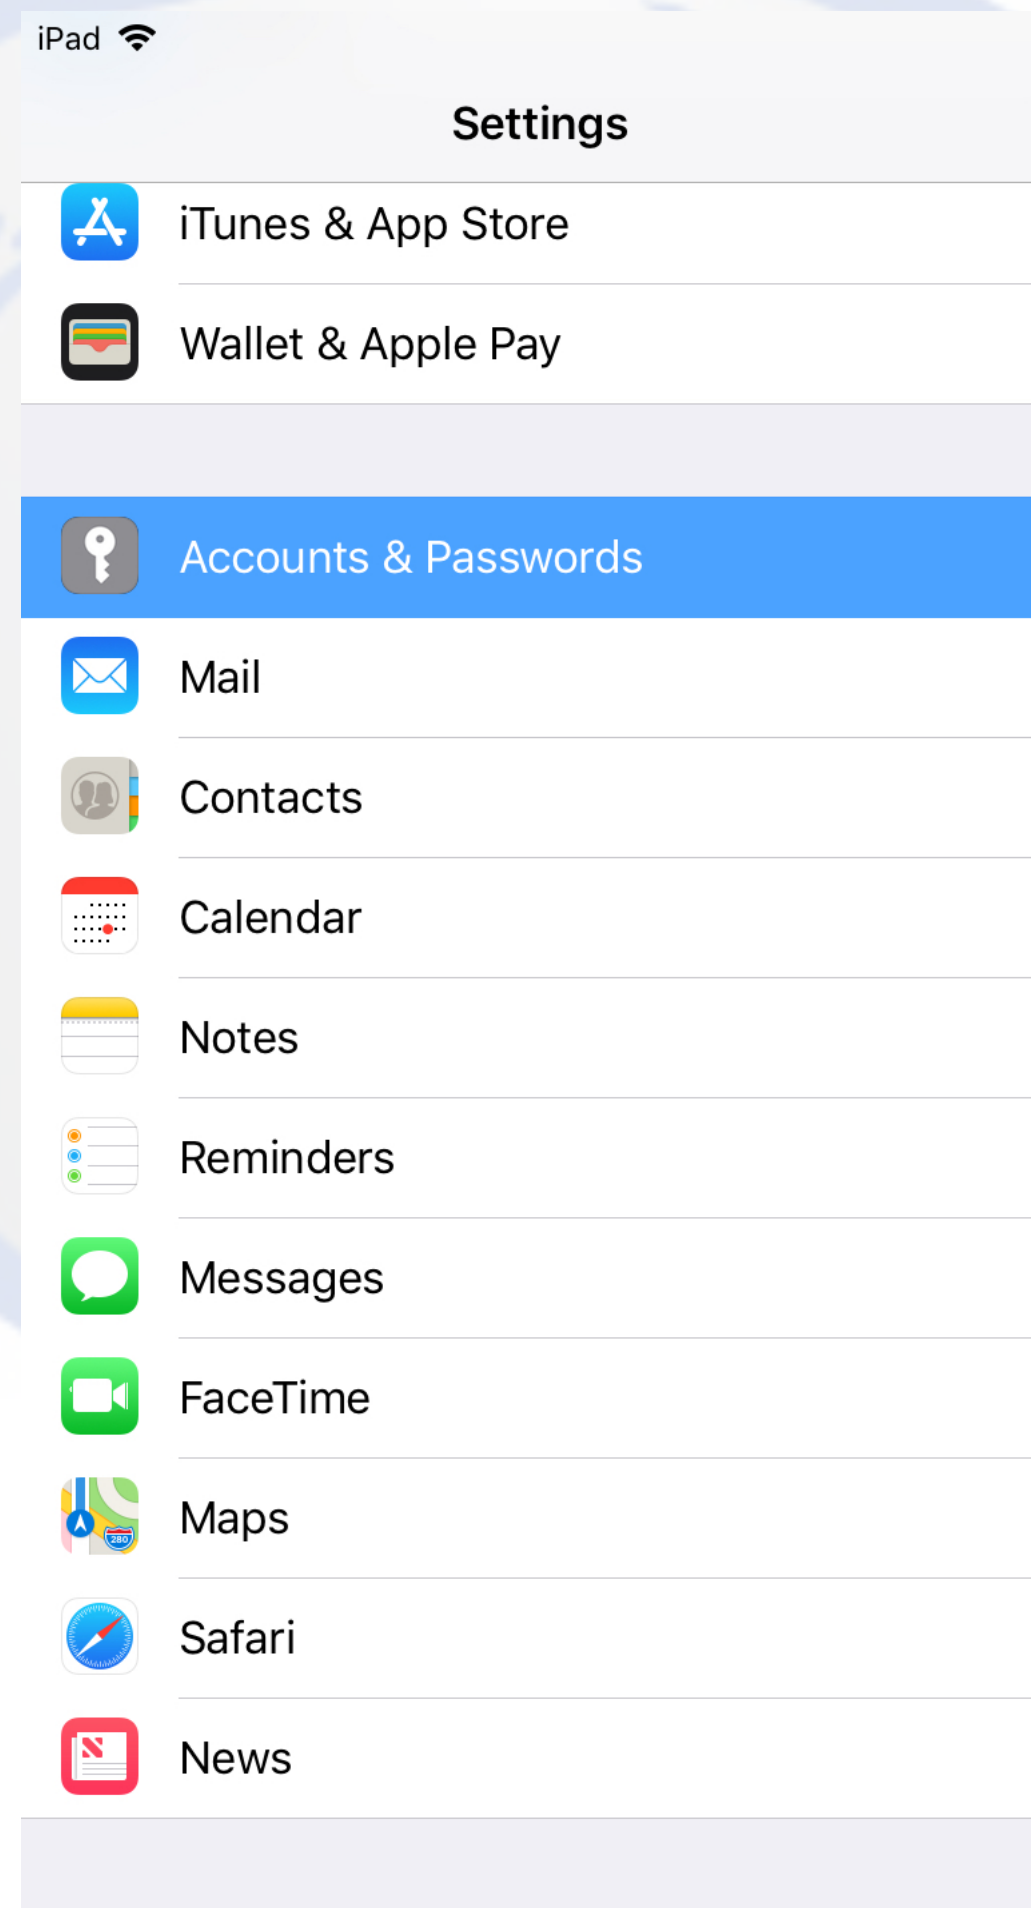 iPad
Settings
iTunes & App Store
Wallet & Apple Pay
Accounts & Passwords
Mail
Contacts
Calendar
Notes
Reminders
Messages
FaceTime
280
Maps
Safari
News